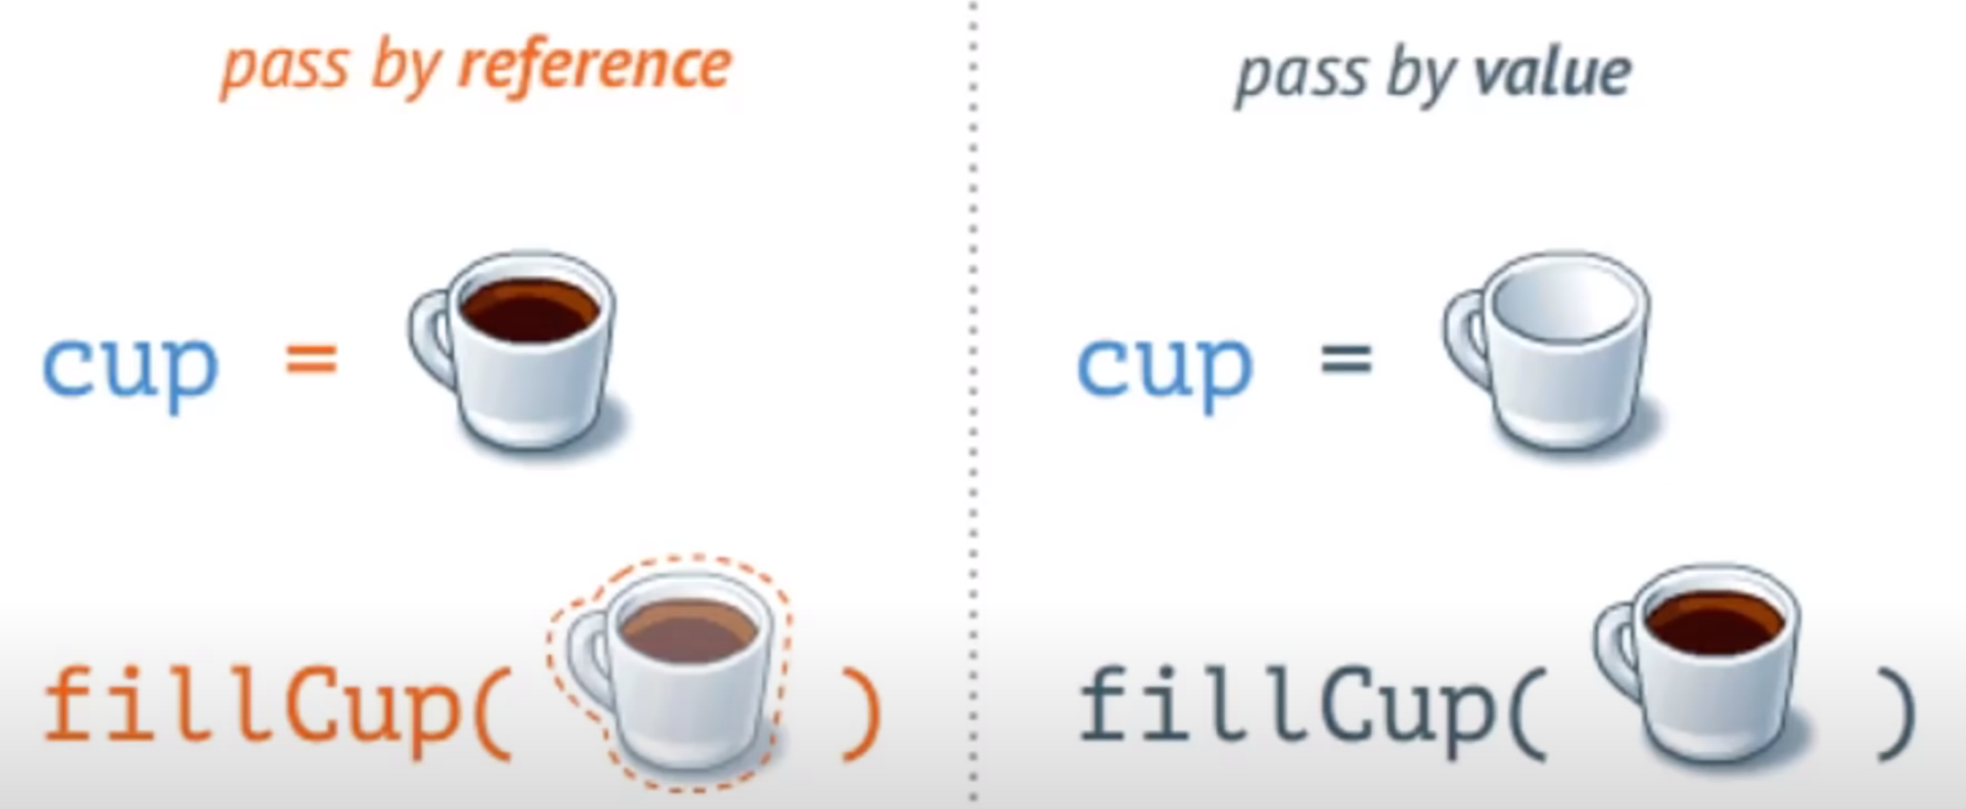 pass by reference
cup =
fillCup( )
pass by value
cup =
fillCup( )